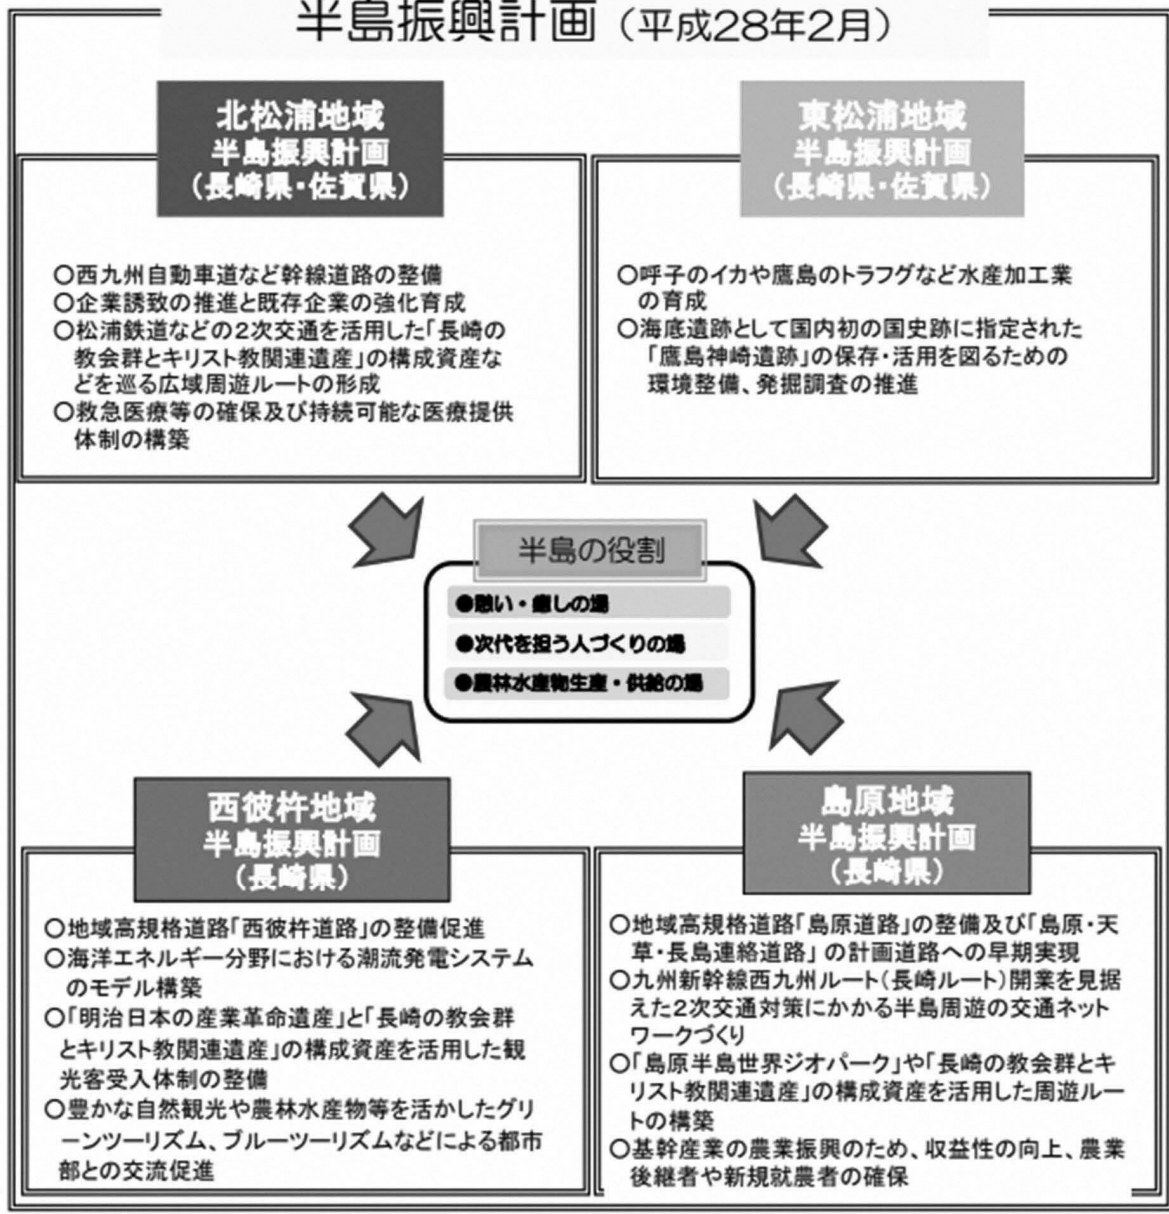 半島振興計画（平成28年2月）
北松浦地域
半島振興計画
（長崎県・佐賀県）
○西九州自動車道など幹線道路の整備
○企業誘致の推進と既存企業の強化育成
○松浦鉄道などの2次交通を活用した「長崎の
教会群とキリスト教関連遺産」の構成資産な
どを巡る広域周遊ルートの形成
○救急医療等の確保及び持続可能な医療提供
体制の構築
東松浦地域
半島振興計画
（長崎県・佐賀県）
○呼子のイカや鷹島のトラフグなど水産加工業
の育成
○海底遺跡として国内初の国史跡に指定された
「鷹島神崎遺跡」の保存・活用を図るための
環境整備、発掘調査の推進
半島の役割
●憩い・癒しの場
●次代を担う人づくりの場
●農林水産物生産・供給の場
西彼杵地域
半島振興計画
（長崎県）
○地域高規格道路「西彼杵道路」の整備促進
○海洋エネルギー分野における潮流発電システム
のモデル構築
○「明治日本の産業革命遺産」と「長崎の教会群
とキリスト教関連遺産」の構成資産を活用した観
光客受入体制の整備
○豊かな自然観光や農林水産物等を活かしたグリ
ーンツーリズム、ブルーツーリズムなどによる都市
部との交流促進
島原地域
半島振興計画
（長崎県）
○地域高規格道路「島原道路」の整備及び「島原・天
草・長島連絡道路」の計画道路への早期実現
○九州新幹線西九州ルート（長崎ルート）開業を見据
えた2次交通対策にかかる半島周遊の交通ネット
ワークづくり
○「島原半島世界ジオパーク」や「長崎の教会群とキ
リスト教関連遺産」の構成資産を活用した周遊ルー
トの構築
○基幹産業の農業振興のため、収益性の向上、農業
後継者や新規就農者の確保